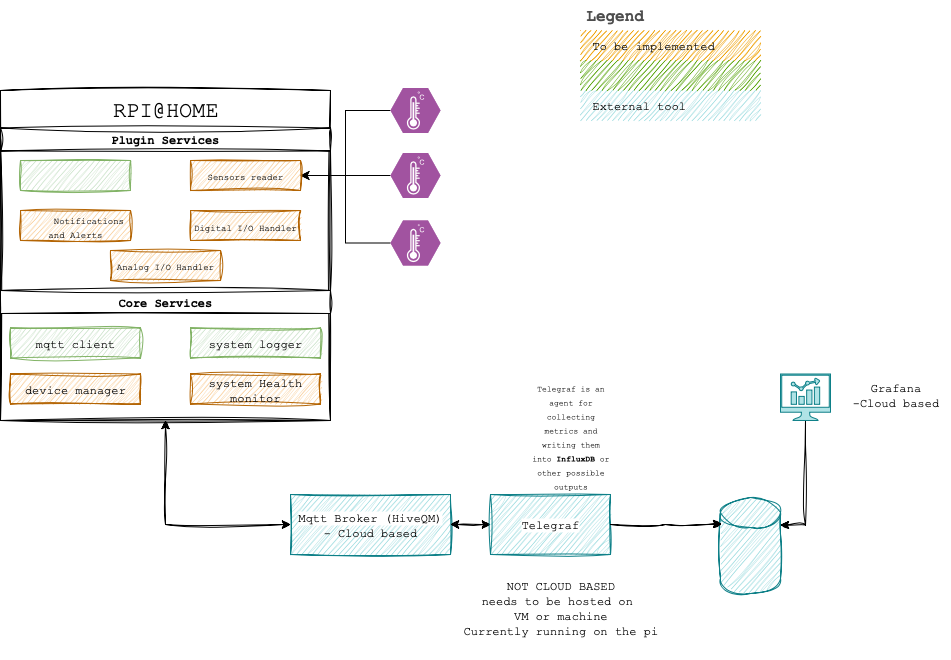 Legend
To be implemented
External tool
RPI@HOME
Plugin Services
Sensors reader
Notifications
and Alerts
Digital I/O Handler
Analog I/O Handler
Core Services
mqtt client
system logger
device manager
system Health
monitor
°C
°C
°C
Telegraf is an
agent for
collecting
metrics and
writing them
into InfluxDB or
other possible
outputs
Grafana
-Cloud based
Mqtt Broker (HiveQM)
- Cloud based
Telegraf
NOT CLOUD BASED
needs to be hosted on
VM or machine
Currently running on the pi